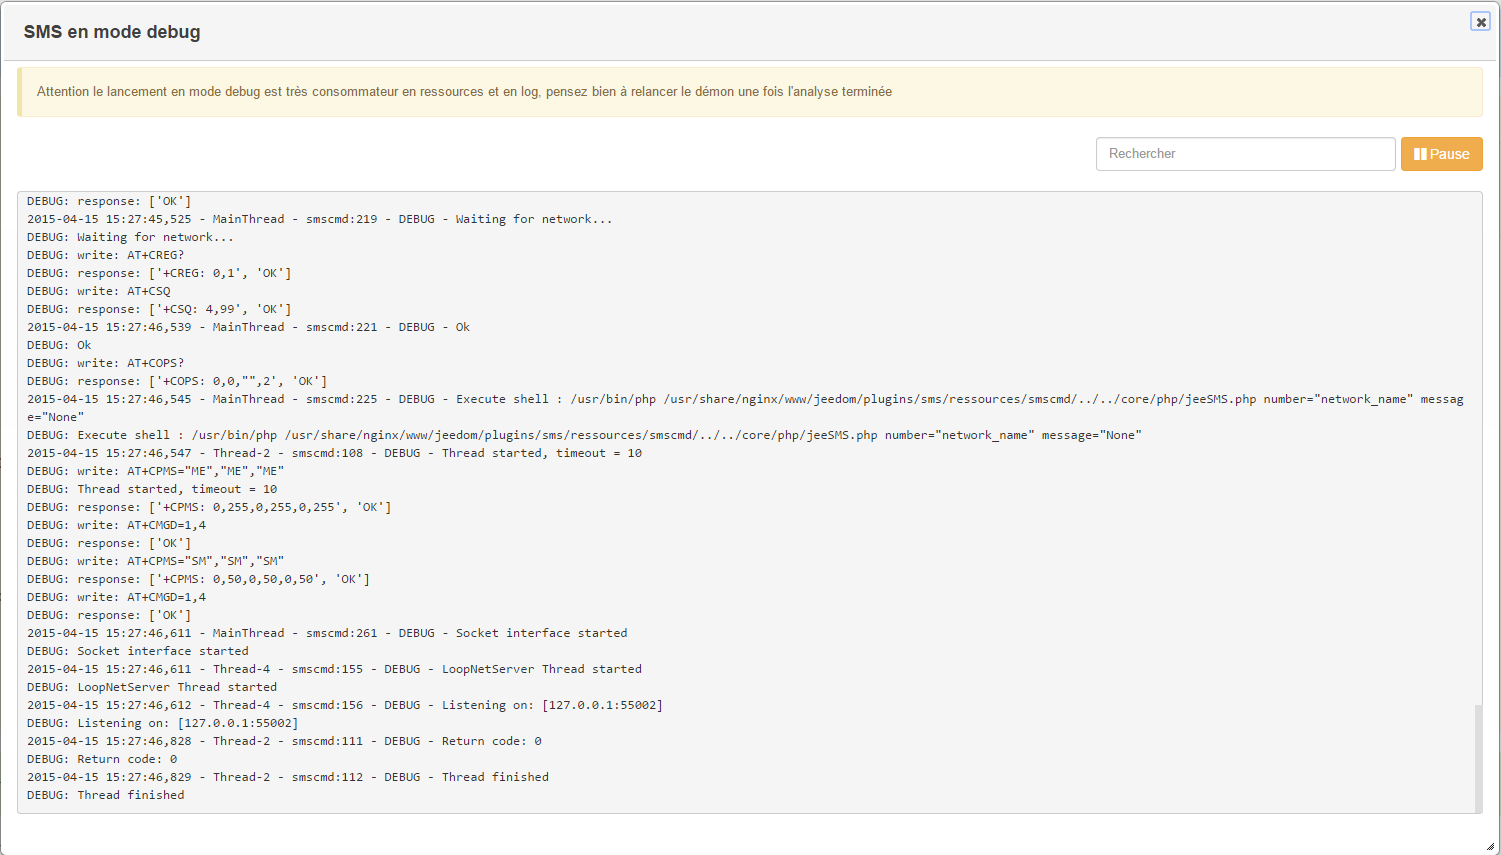 SMS en mode debug
Attention le lancement en mode debug est très consommateur en ressources et en log, pensez bien à relancer le démon une fois l'analyse terminée
Rechercher
Pause
DEBUG: response: ['OK']
2015-04-15 15:27:45,525 - MainThread - smscmd:219 - DEBUG - Waiting for network...
DEBUG: Waiting for network...
DEBUG: write: AT+CREG?
DEBUG: response: ['+CREG: 0,1', 'OK']
DEBUG: write: AT+CSQ
DEBUG: response: ['+CSQ: 4,99', 'OK']
2015-04-15 15:27:46,539 - MainThread - smscmd:221 - DEBUG - Ok
DEBUG: Ok
DEBUG: write: AT+COPS?
DEBUG: response: ['+COPS: 0,0,"",2', 'OK']
2015-04-15 15:27:46,545 - MainThread - smscmd:225 - DEBUG - Execute shell : /usr/bin/php /usr/share/nginx/www/jeedom/plugins/sms/ressources/smscmd/../../core/php/jeeSMS.php number="network_name" messag
e="None"
DEBUG: Execute shell : /usr/bin/php /usr/share/nginx/www/jeedom/plugins/sms/ressources/smscmd/../../core/php/jeeSMS.php number="network_name" message="None"
2015-04-15 15:27:46,547 - Thread-2 - smscmd:108 - DEBUG - Thread started, timeout = 10
DEBUG: write: AT+CPMS="ME","ME","ME"
DEBUG: Thread started, timeout = 10
DEBUG: response: ['+CPMS: 0,255,0,255,0,255', 'OK']
DEBUG: write: AT+CMGD=1,4
DEBUG: response: ['OK']
DEBUG: write: AT+CPMS="SM","SM","SM"
DEBUG: response: ['+CPMS: 0,50,0,50,0,50', 'OK']
DEBUG: write: AT+CMGD=1,4
DEBUG: response: ['OK']
2015-04-15 15:27:46,611 - MainThread - smscmd:261 - DEBUG - Socket interface started
DEBUG: Socket interface started
2015-04-15 15:27:46,611 - Thread-4 - smscmd:155 - DEBUG - LoopNetServer Thread started
DEBUG: LoopNetServer Thread started
2015-04-15 15:27:46,612 - Thread-4 - smscmd:156 - DEBUG - Listening on: [127.0.0.1:55002]
DEBUG: Listening on: [127.0.0.1:55002]
2015-04-15 15:27:46,828 - Thread-2 - smscmd:111 - DEBUG - Return code: 0
DEBUG: Return code: 0
2015-04-15 15:27:46,829 - Thread-2 - smscmd:112 - DEBUG - Thread finished
DEBUG: Thread finished